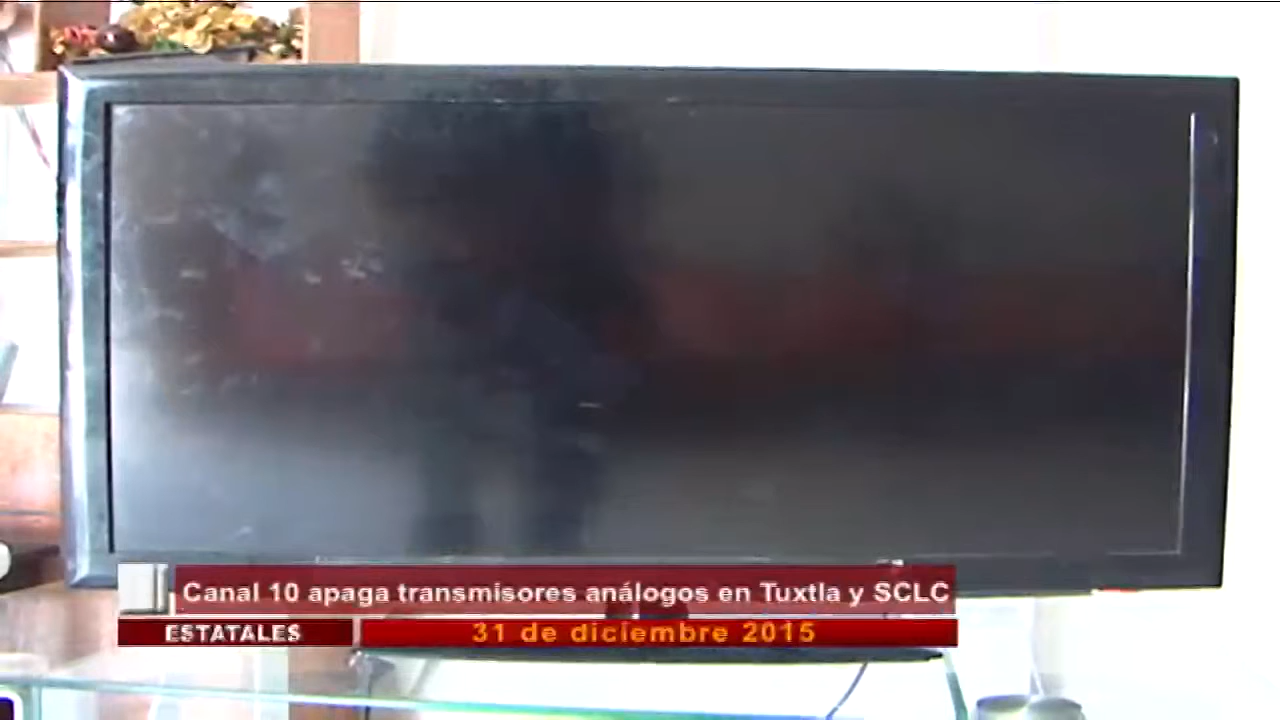 Canal 10 apaga transmisores análogos en Tuxtla y SCLC
ESTATALES
31 de diciembre 2015